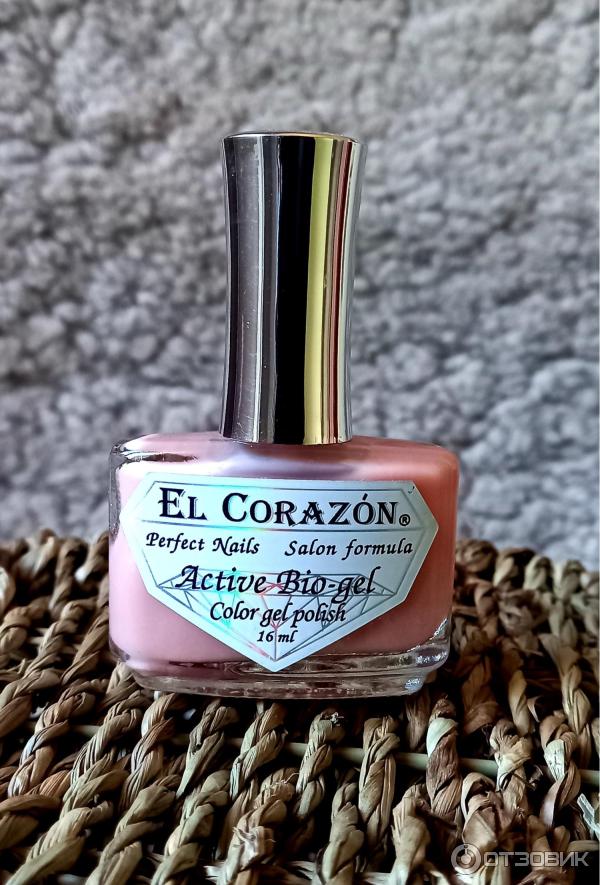 EL CORAZÓN®
Perfect Nails Salon formula
Active Bio-gel
Color gel polish
16 ml
ОТЗОВИК